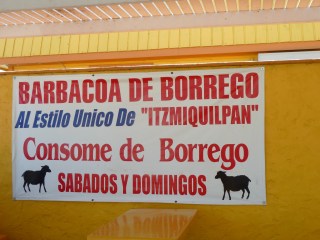 BARBACOA DE BORREGO
AL Estilo Unico De "ITZMIQUILPAN"
Consome de Borrego
SABADOS Y DOMINGOS